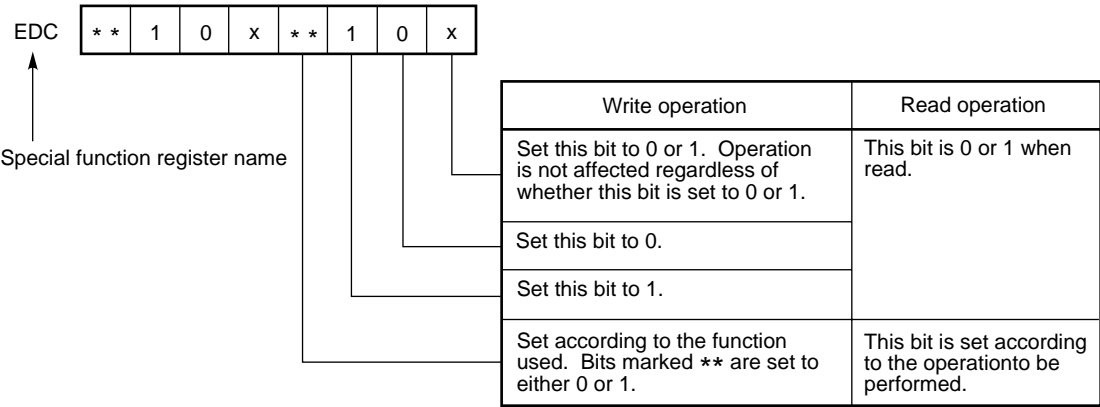 EDC ** 1 0 x ** 1 0 x
Special function register name
Write operation Read operation
Set this bit to 0 or 1. Operation
is not affected regardless of
whether this bit is set to 0 or 1.
This bit is 0 or 1 when
read.
Set this bit to 0.
Set this bit to 1.
Set according to the function
used. Bits marked ** are set to
either 0 or 1.
This bit is set according
to the operationto be
performed.